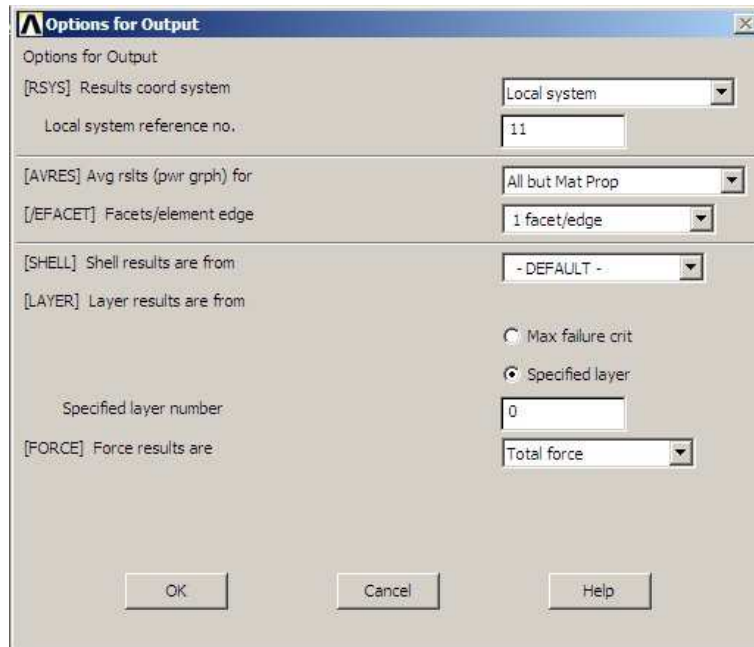 Options for Output
Options for Output
[RSYS] Results coord system
Local system
Local system reference no.
11
[AVRES] Avg rslts (pwr grph) for
All but Mat Prop
[/EFACET] Facets/element edge
1 facet/edge
[SHELL] Shell results are from
- DEFAULT -
[LAYER] Layer results are from
Max failure crit
Specified layer
Specified layer number
0
[FORCE] Force results are
Total force
OK
Cancel
Help